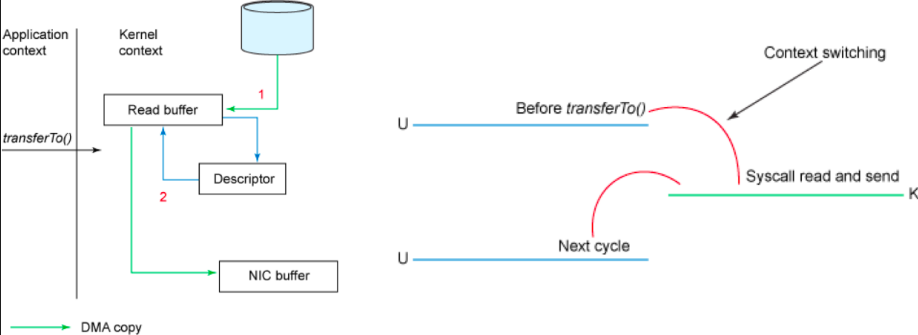 Application
context
Kernel
context
1
Read buffer
transferTo()
Descriptor
2
NIC buffer
DMA copy
Context switching
Before transferTo()
U
Syscall read and send
K
Next cycle
U